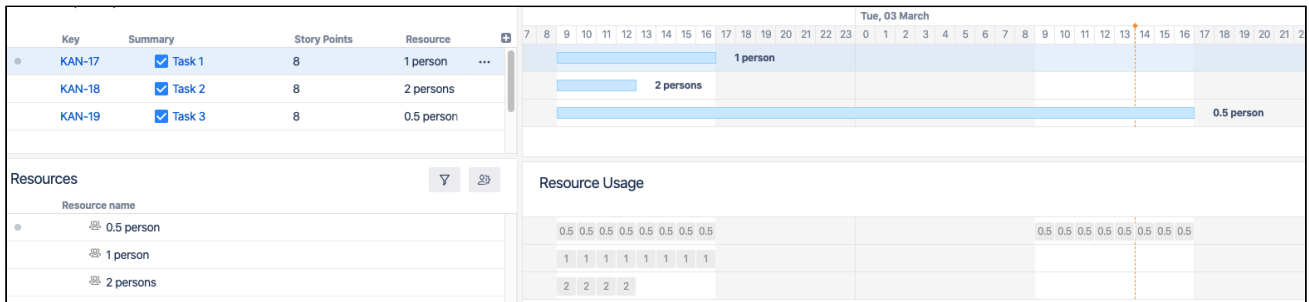 Tue, 03 March
Key Summary Story Points Resource 7 8 9 10 11 12 13 14 15 16 17 18 19 20 21 22 23 0 1 2 3 4 5 6 7 8 9 10 11 12 13 14 15 16 17 18 19 20 21
KAN-17 Task 1 8 1 person ... 1 person
KAN-18 Task 2 8 2 persons 2 persons
KAN-19 Task 3 8 0.5 person 0.5 person
Resources
Resource Usage
Resource name
0.5 person 0.5 0.5 0.5 0.5 0.5 0.5 0.5 0.5 0.5 0.5 0.5 0.5 0.5 0.5 0.5 0.5
1 person 1 1 1 1 1 1 1 1
2 persons 2 2 2 2